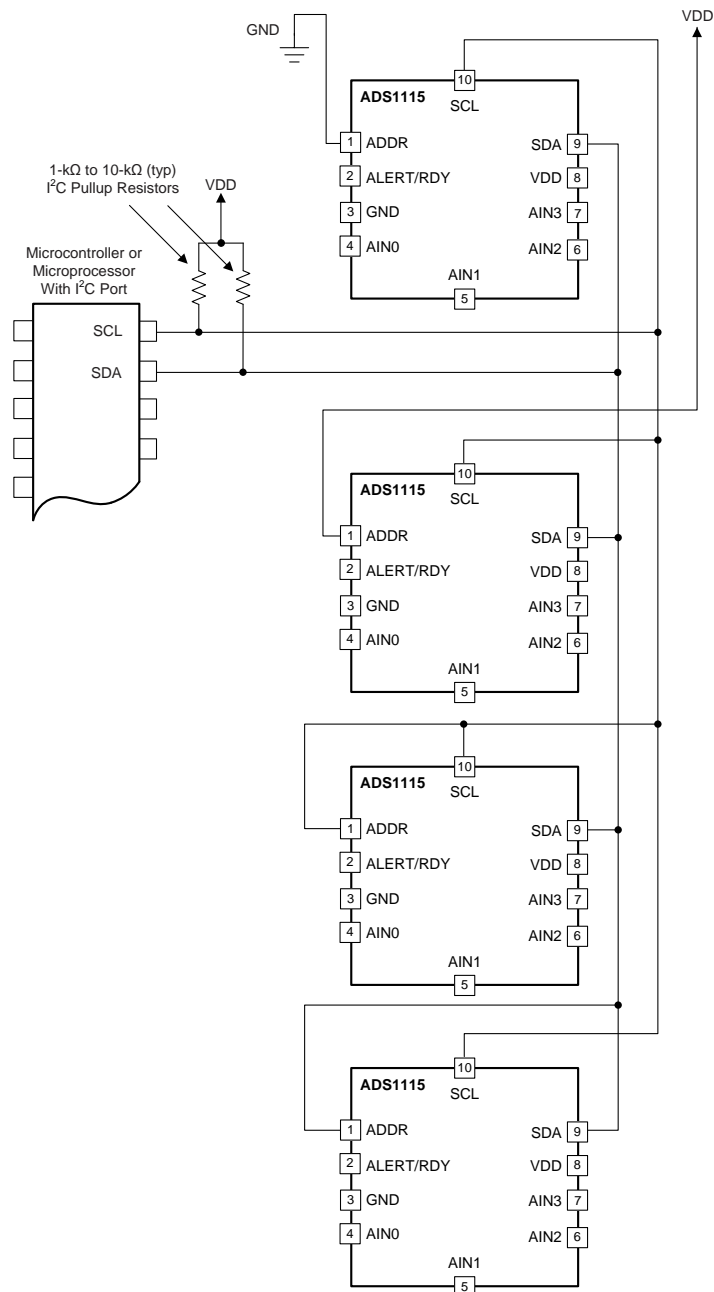 VDD
GND
10
ADS1115
SCL
1 ADDR
SDA 9
2 ALERT/RDY
VDD 8
3 GND
AIN3 7
4 AIN0
AIN2 6
AIN1
5
1-kΩ to 10-kΩ (typ)
I²C Pullup Resistors
VDD
Microcontroller or
Microprocessor
With I²C Port
SCL
SDA
10
ADS1115
SCL
1 ADDR
SDA 9
2 ALERT/RDY
VDD 8
3 GND
AIN3 7
4 AIN0
AIN2 6
AIN1
5
10
ADS1115
SCL
1 ADDR
SDA 9
2 ALERT/RDY
VDD 8
3 GND
AIN3 7
4 AIN0
AIN2 6
AIN1
5
10
ADS1115
SCL
1 ADDR
SDA 9
2 ALERT/RDY
VDD 8
3 GND
AIN3 7
4 AIN0
AIN2 6
AIN1
5